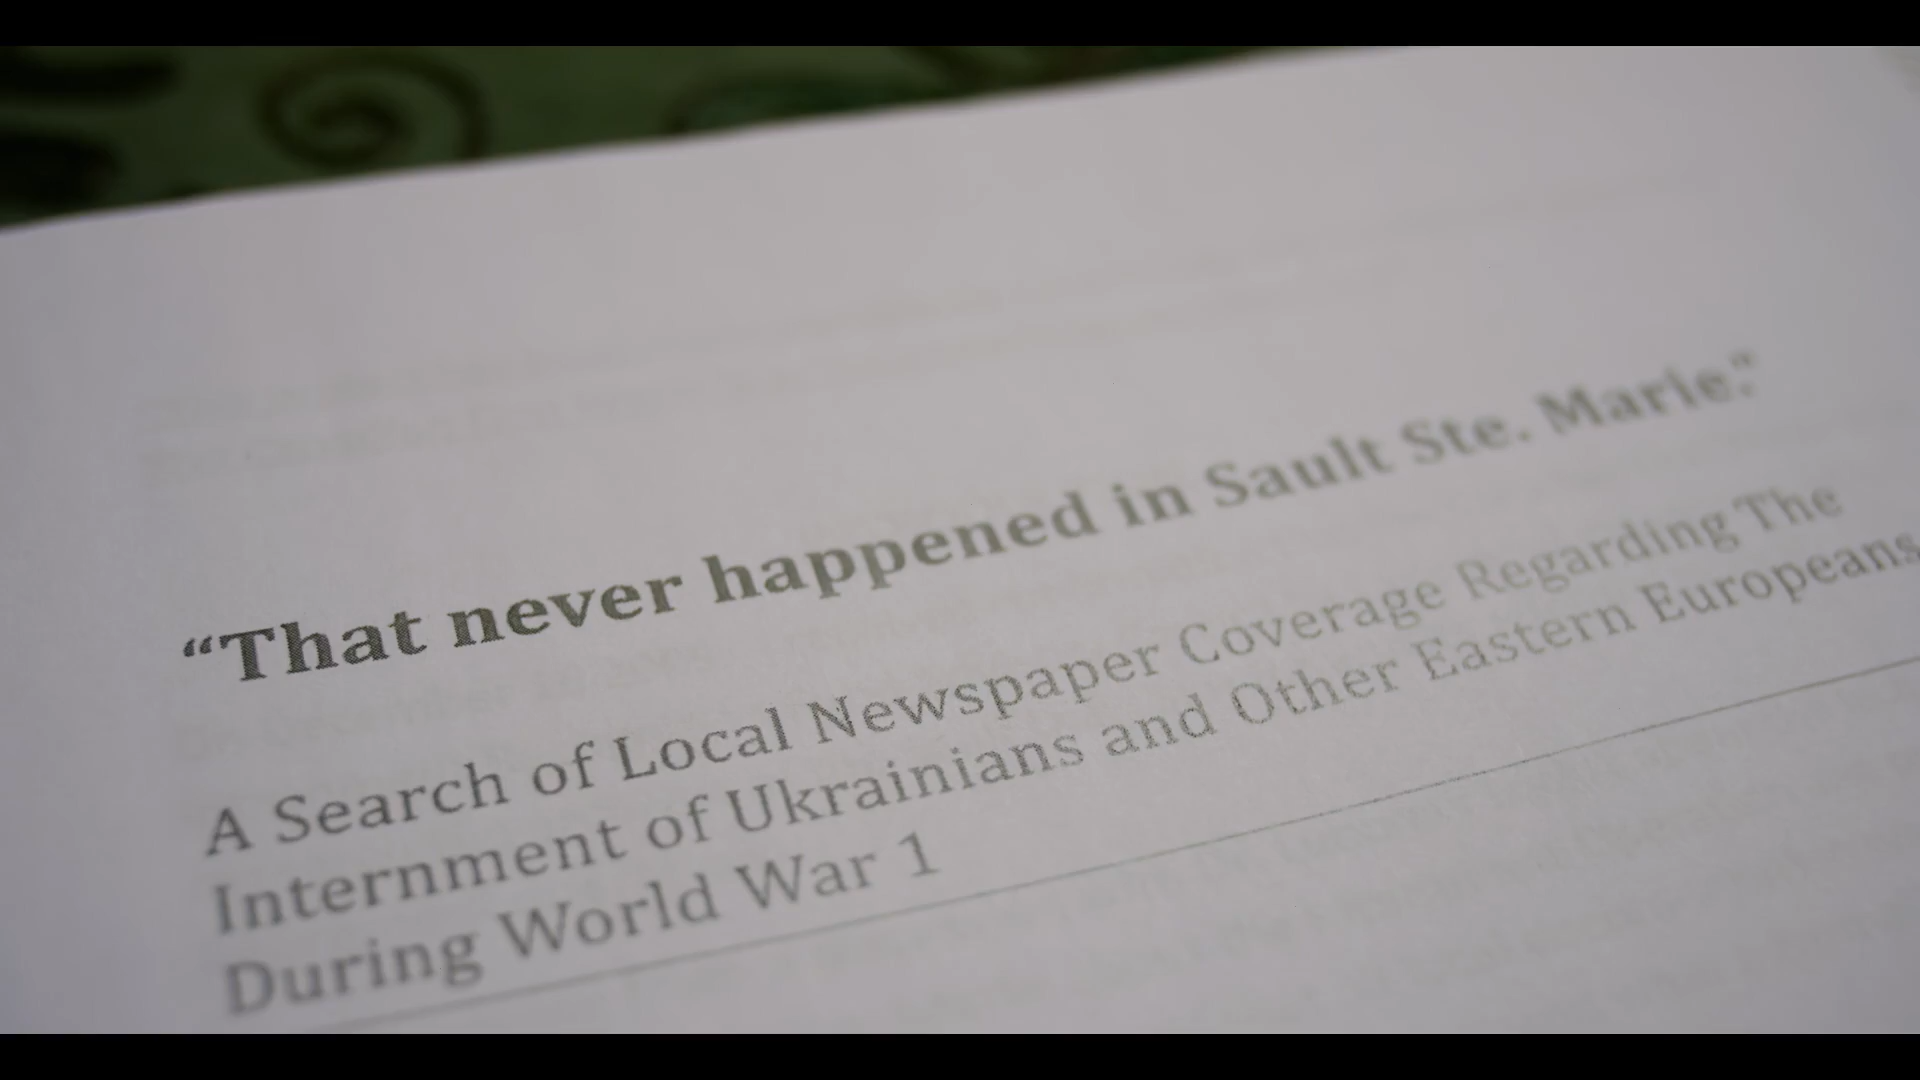 “That never happened in Sault Ste. Marie.”
A Search of Local Newspaper Coverage Regarding The
Internment of Ukrainians and Other Eastern Europeans
During World War 1